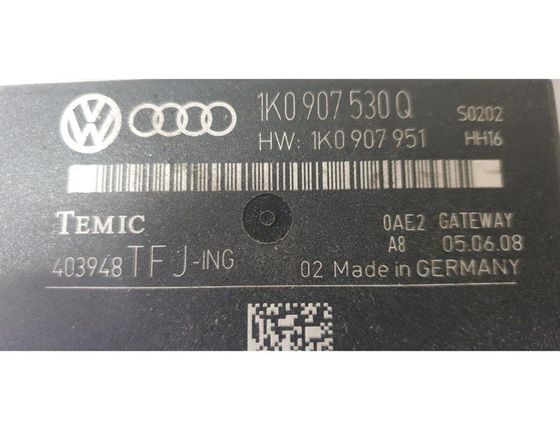 1K0 907 530 Q S0202
HW: 1K0 907 951 HH16
TEMIC 0AE2 GATEWAY
A8 05.06.08
403948 TFJ-ING 02 Made in GERMANY